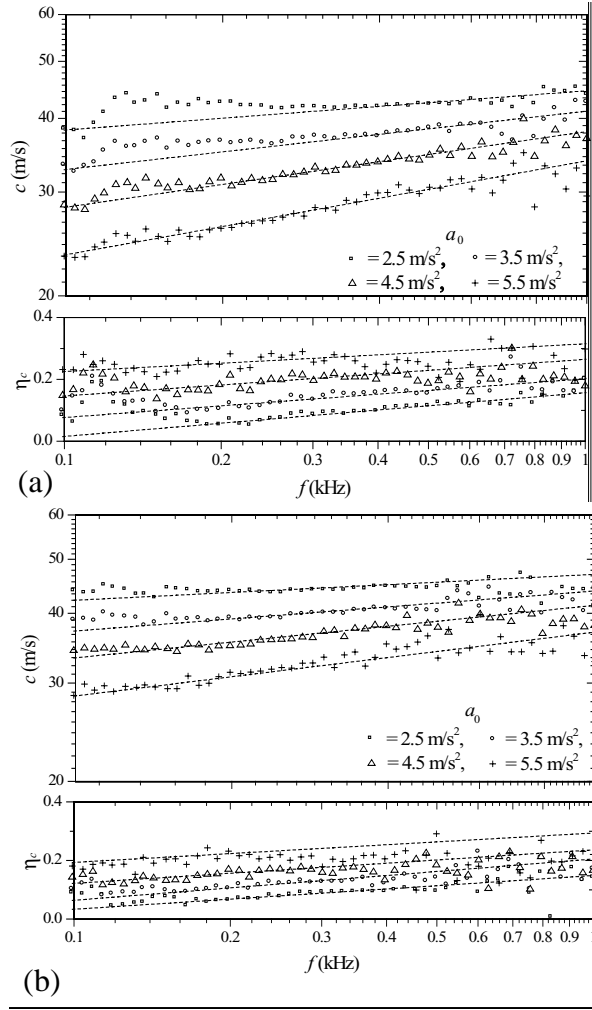 60
50
40
30
20
c (m/s)
a₀
= 2.5 m/s², = 3.5 m/s²,
= 4.5 m/s², = 5.5 m/s²
0.4
0.2
0.0
η_c
0.1 0.2 0.3 0.4 0.5 0.6 0.7 0.8 0.9 1
f (kHz)
(a)
60
50
40
30
20
c (m/s)
a₀
= 2.5 m/s², = 3.5 m/s²,
= 4.5 m/s², = 5.5 m/s²
0.4
0.2
0.0
η_c
0.1 0.2 0.3 0.4 0.5 0.6 0.7 0.8 0.9
f (kHz)
(b)